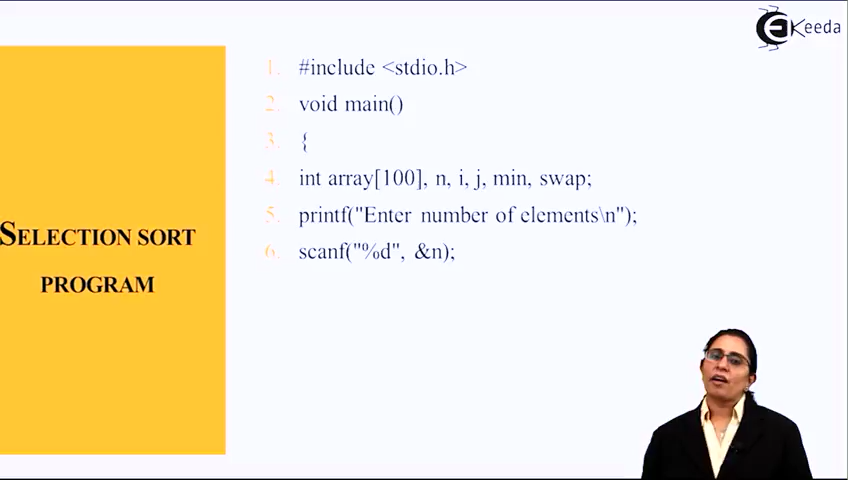 Keeda
SELECTION SORT
PROGRAM
1. #include <stdio.h>
2. void main()
3. {
4. int array[100], n, i, j, min, swap;
5. printf("Enter number of elements\n");
6. scanf("%d", &n);